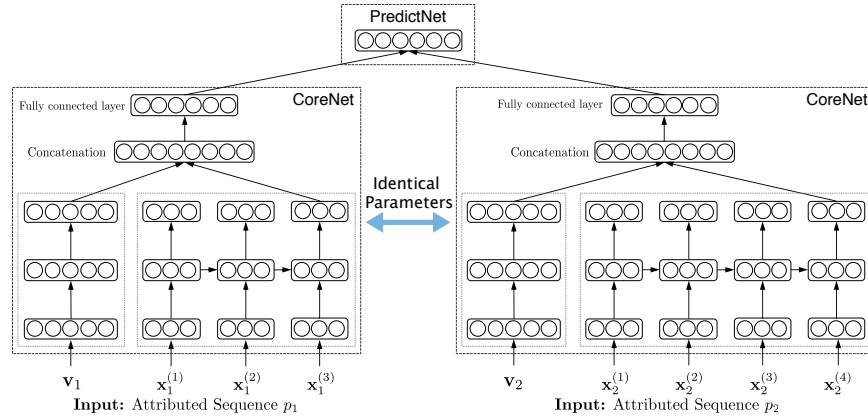 PredictNet
CoreNet
Fully connected layer
Concatenation
CoreNet
Fully connected layer
Concatenation
Identical
Parameters
v₁ x₁⁽¹⁾ x₁⁽²⁾ x₁⁽³⁾
Input: Attributed Sequence p₁
v₂ x₂⁽¹⁾ x₂⁽²⁾ x₂⁽³⁾ x₂⁽⁴⁾
Input: Attributed Sequence p₂